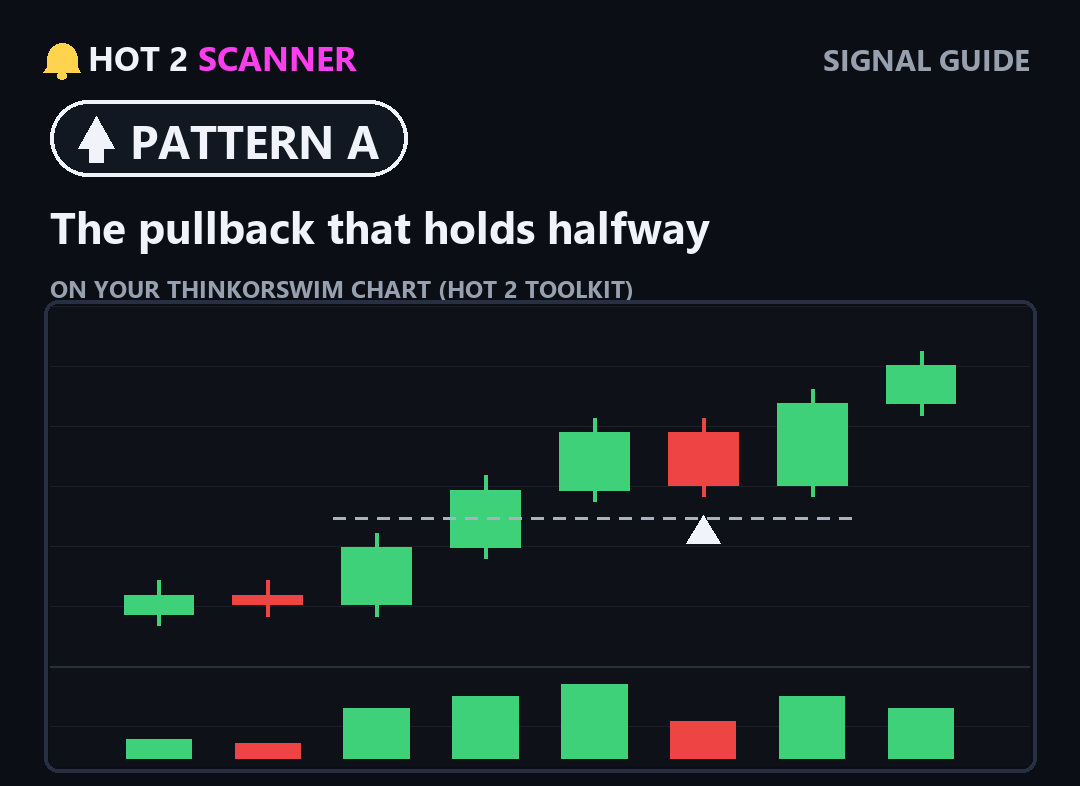 HOT 2 SCANNER
SIGNAL GUIDE
PATTERN A
The pullback that holds halfway
ON YOUR THINKORSWIM CHART (HOT 2 TOOLKIT)